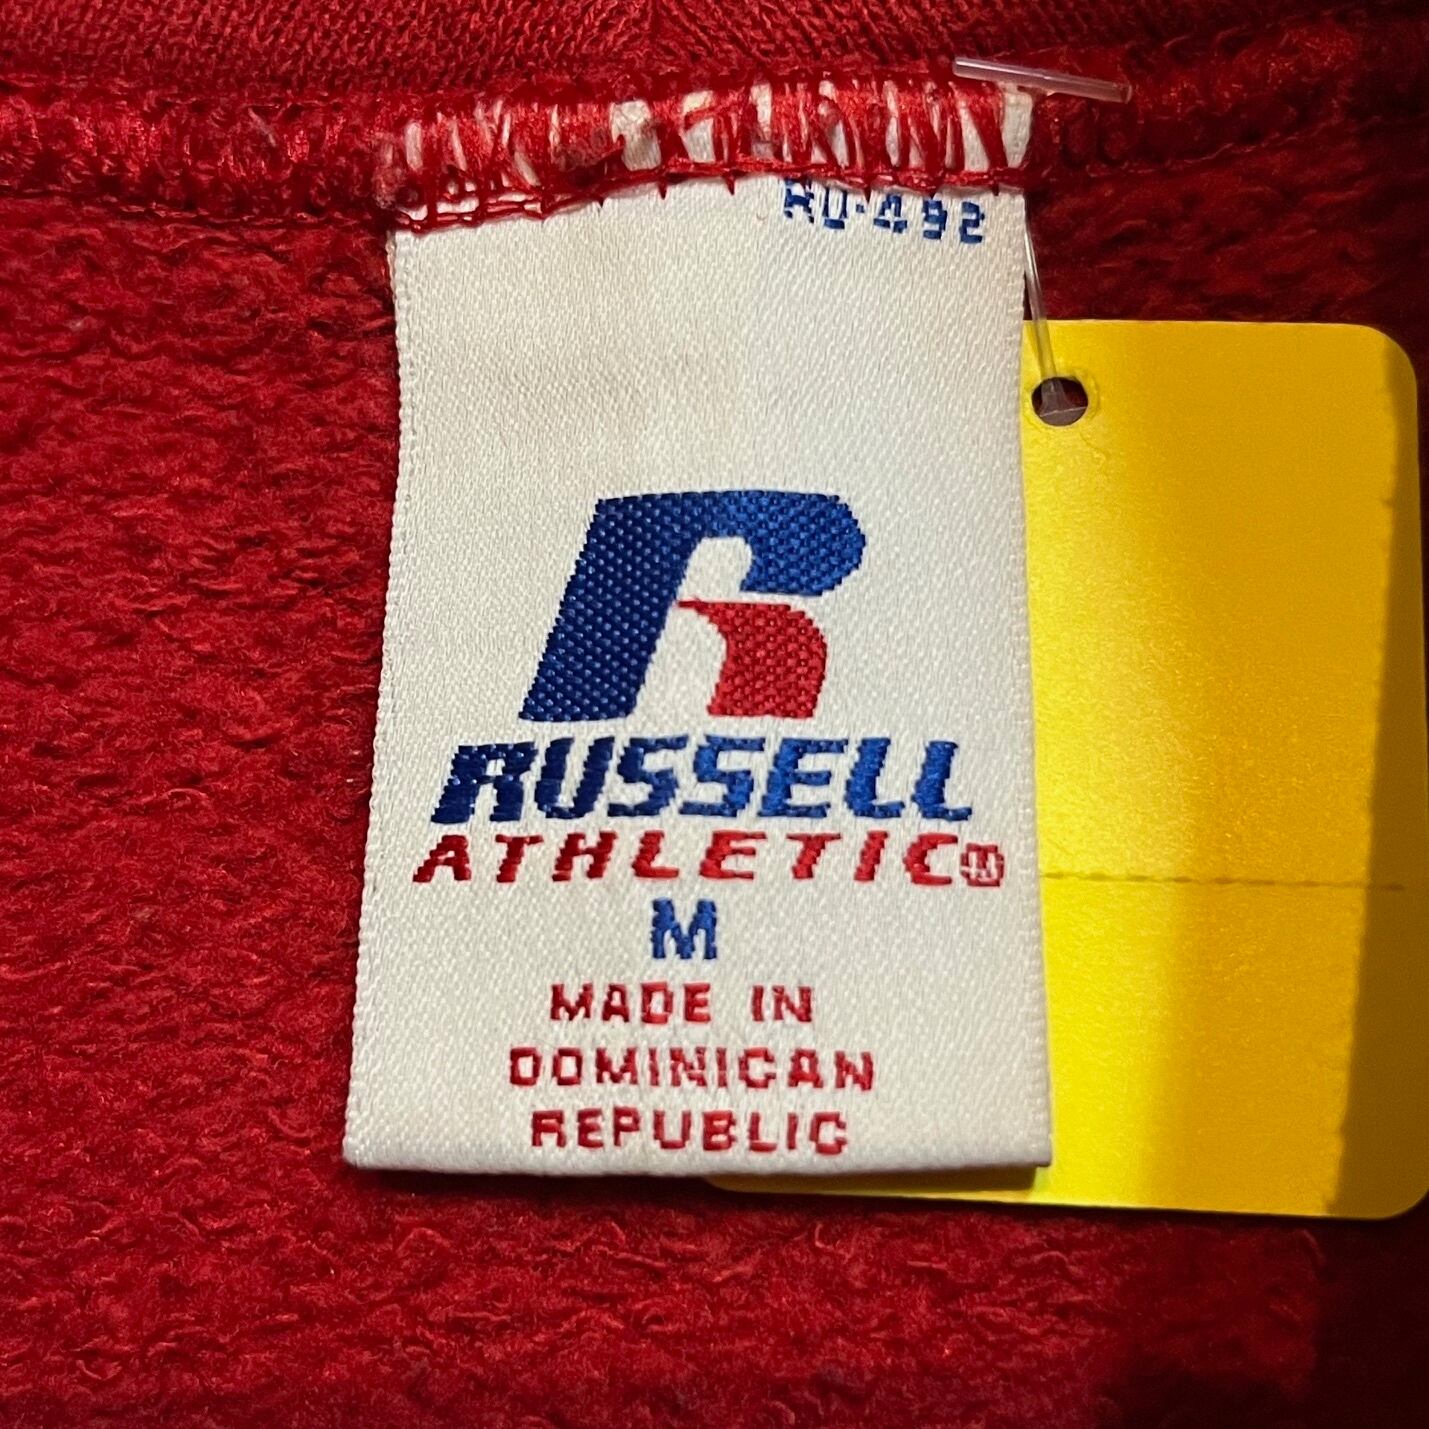 RU-492
R
RUSSELL
ATHLETIC®
M
MADE IN
DOMINICAN
REPUBLIC